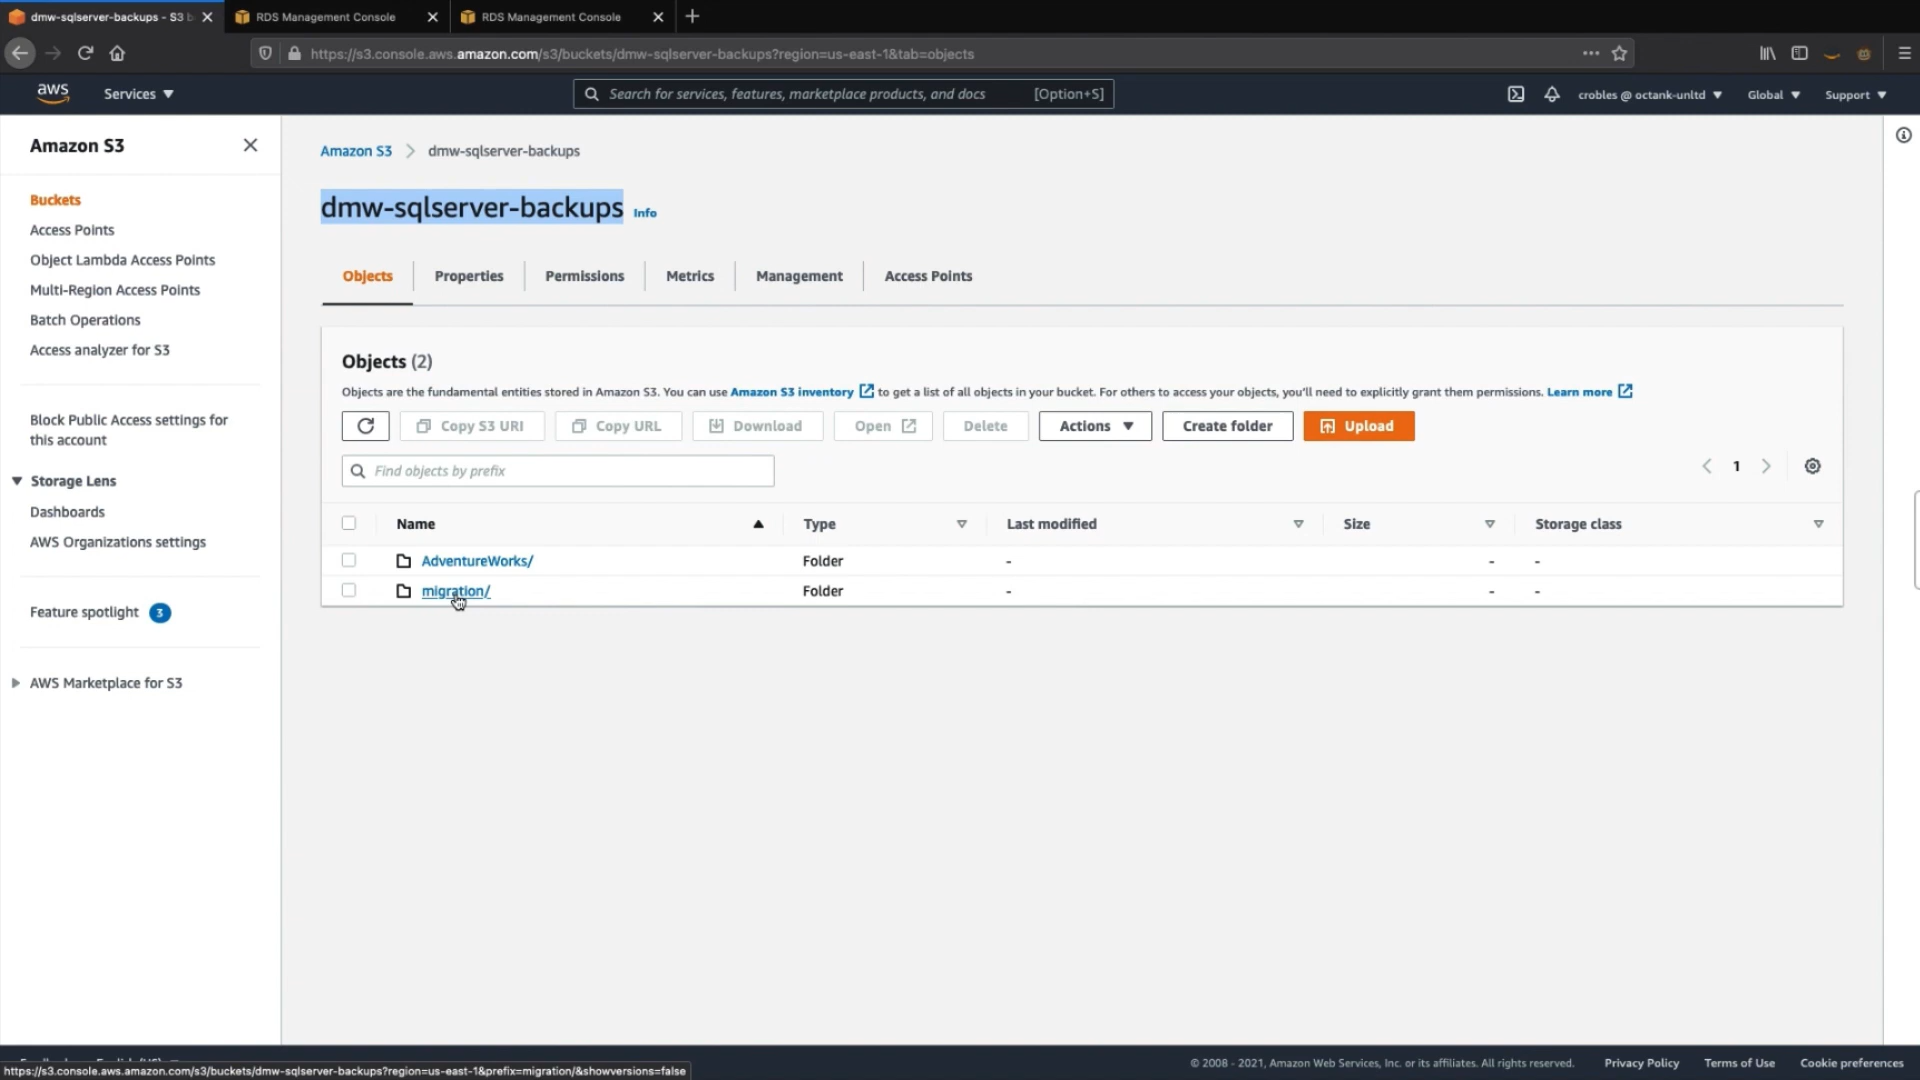 dmw-sqlserver-backups - S3 b
RDS Management Console
RDS Management Console
https://s3.console.aws.amazon.com/s3/buckets/dmw-sqlserver-backups?region=us-east-1&tab=objects
aws
Services
Search for services, features, marketplace products, and docs
[Option+S]
crobles @ octank-unltd
Global
Support
Amazon S3
Buckets
Access Points
Object Lambda Access Points
Multi-Region Access Points
Batch Operations
Access analyzer for S3
Block Public Access settings for
this account
Storage Lens
Dashboards
AWS Organizations settings
Feature spotlight 3
AWS Marketplace for S3
Amazon S3 > dmw-sqlserver-backups
dmw-sqlserver-backups Info
Objects
Properties
Permissions
Metrics
Management
Access Points
Objects (2)
Objects are the fundamental entities stored in Amazon S3. You can use Amazon S3 inventory to get a list of all objects in your bucket. For others to access your objects, you'll need to explicitly grant them permissions. Learn more
Copy S3 URI
Copy URL
Download
Open
Delete
Actions
Create folder
Upload
Find objects by prefix
1
Name Type Last modified Size Storage class
AdventureWorks/ Folder - - -
migration/ Folder - - -
https://s3.console.aws.amazon.com/s3/buckets/dmw-sqlserver-backups?region=us-east-1&prefix=migration/&showversions=false
© 2008 - 2021, Amazon Web Services, Inc. or its affiliates. All rights reserved.
Privacy Policy
Terms of Use
Cookie preferences